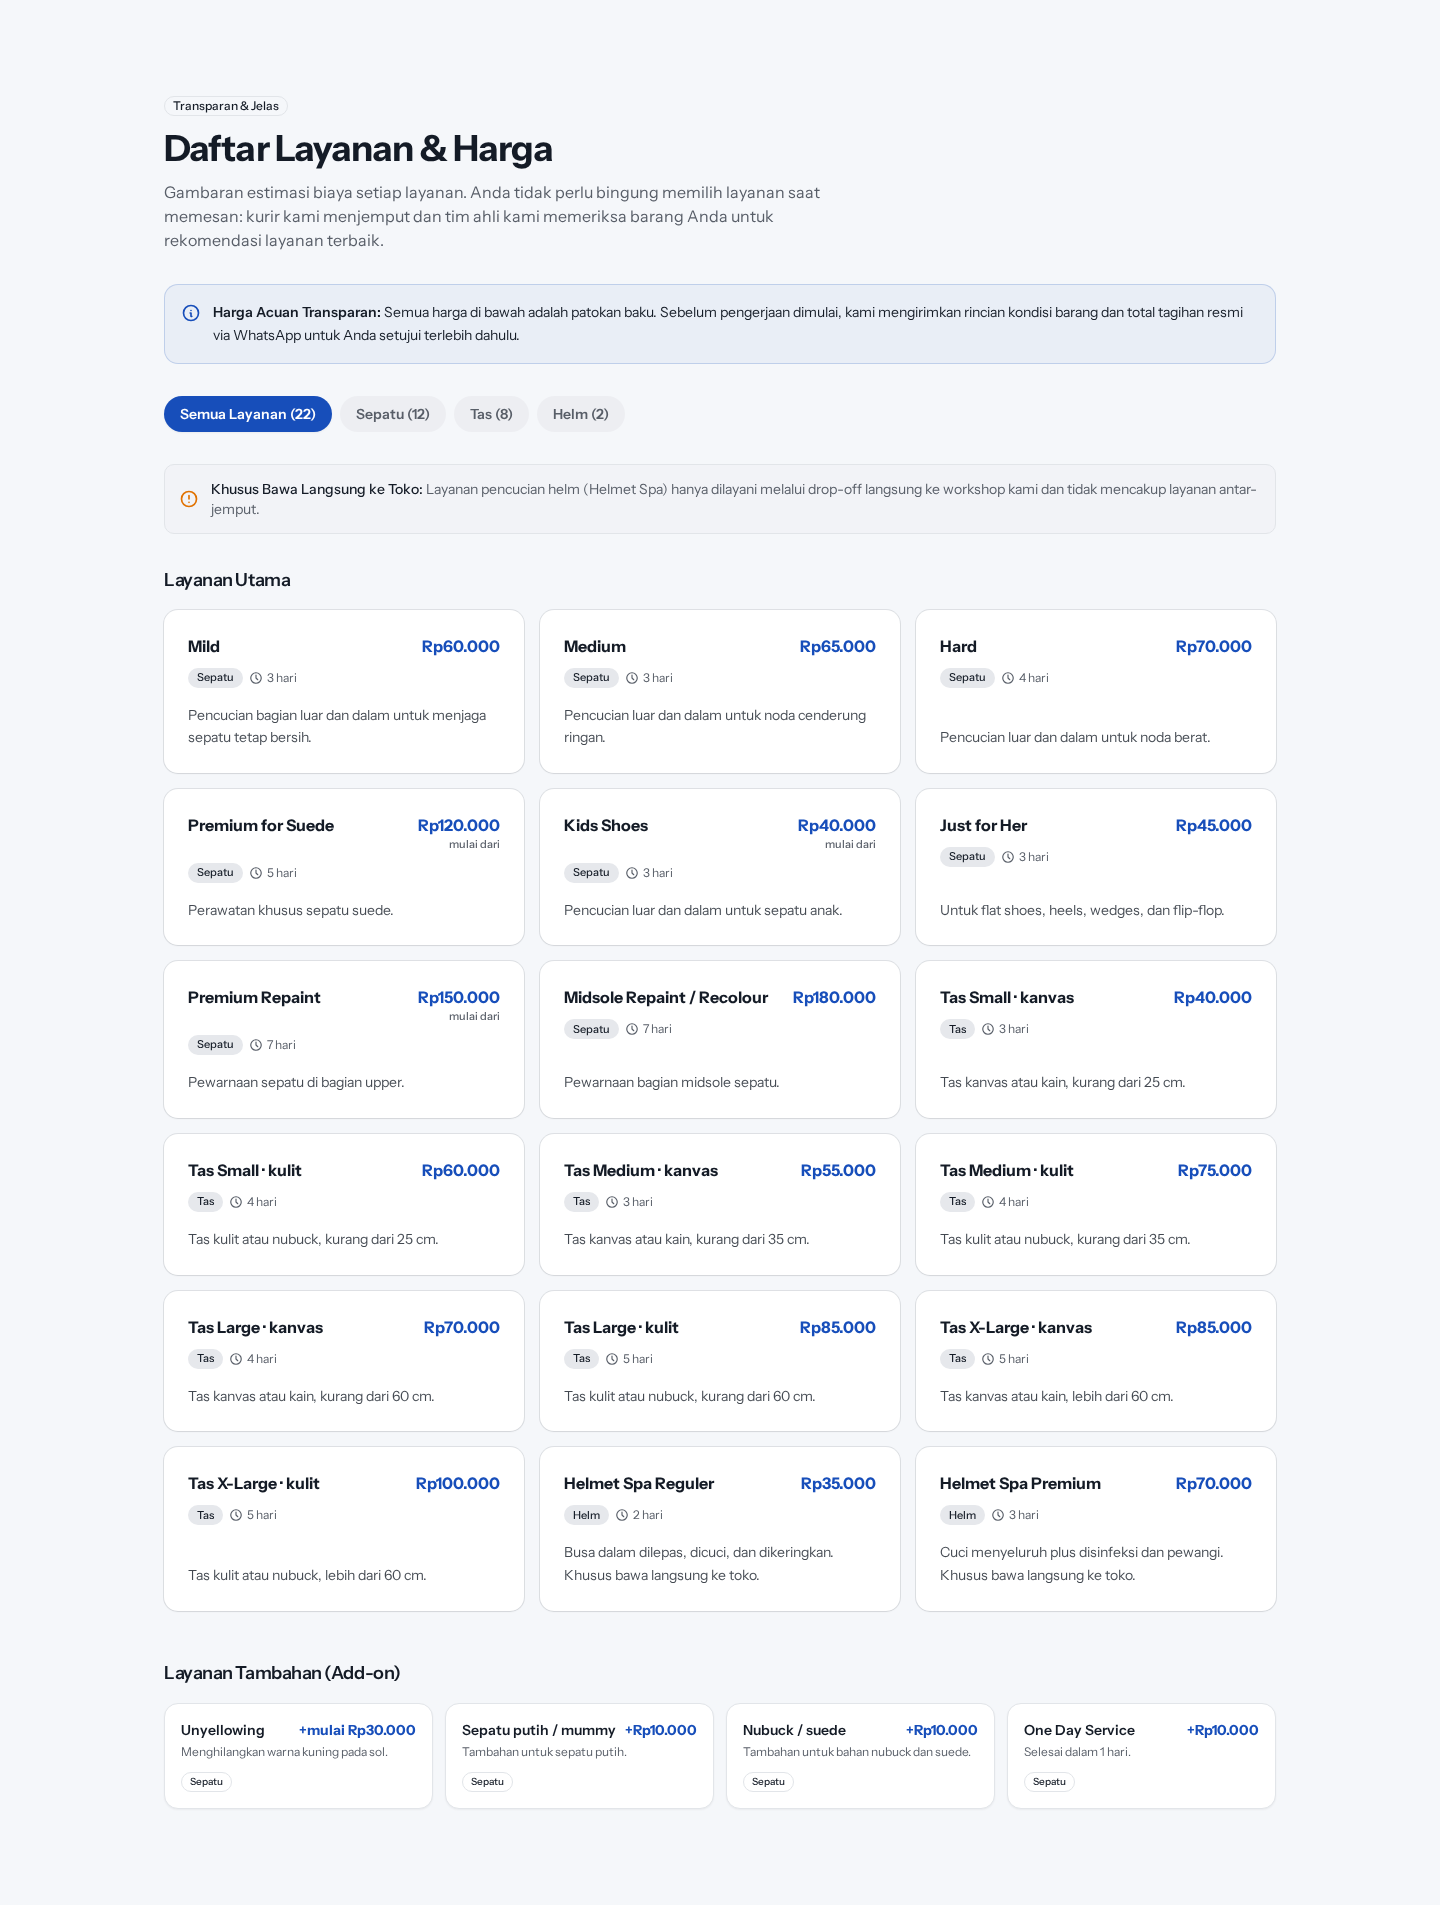 Transparan & Jelas
Daftar Layanan & Harga
Gambaran estimasi biaya setiap layanan. Anda tidak perlu bingung memilih layanan saat
memesan: kurir kami menjemput dan tim ahli kami memeriksa barang Anda untuk
rekomendasi layanan terbaik.
Harga Acuan Transparan: Semua harga di bawah adalah patokan baku. Sebelum pengerjaan dimulai, kami mengirimkan rincian kondisi barang dan total tagihan resmi
via WhatsApp untuk Anda setujui terlebih dahulu.
Semua Layanan (22)
Sepatu (12)
Tas (8)
Helm (2)
Khusus Bawa Langsung ke Toko: Layanan pencucian helm (Helmet Spa) hanya dilayani melalui drop-off langsung ke workshop kami dan tidak mencakup layanan antar-
jemput.
Layanan Utama
Mild Rp60.000
Sepatu 3 hari
Pencucian bagian luar dan dalam untuk menjaga
sepatu tetap bersih.
Medium Rp65.000
Sepatu 3 hari
Pencucian luar dan dalam untuk noda cenderung
ringan.
Hard Rp70.000
Sepatu 4 hari
Pencucian luar dan dalam untuk noda berat.
Premium for Suede Rp120.000
mulai dari
Sepatu 5 hari
Perawatan khusus sepatu suede.
Kids Shoes Rp40.000
mulai dari
Sepatu 3 hari
Pencucian luar dan dalam untuk sepatu anak.
Just for Her Rp45.000
Sepatu 3 hari
Untuk flat shoes, heels, wedges, dan flip-flop.
Premium Repaint Rp150.000
mulai dari
Sepatu 7 hari
Pewarnaan sepatu di bagian upper.
Midsole Repaint / Recolour Rp180.000
Sepatu 7 hari
Pewarnaan bagian midsole sepatu.
Tas Small · kanvas Rp40.000
Tas 3 hari
Tas kanvas atau kain, kurang dari 25 cm.
Tas Small · kulit Rp60.000
Tas 4 hari
Tas kulit atau nubuck, kurang dari 25 cm.
Tas Medium · kanvas Rp55.000
Tas 3 hari
Tas kanvas atau kain, kurang dari 35 cm.
Tas Medium · kulit Rp75.000
Tas 4 hari
Tas kulit atau nubuck, kurang dari 35 cm.
Tas Large · kanvas Rp70.000
Tas 4 hari
Tas kanvas atau kain, kurang dari 60 cm.
Tas Large · kulit Rp85.000
Tas 5 hari
Tas kulit atau nubuck, kurang dari 60 cm.
Tas X-Large · kanvas Rp85.000
Tas 5 hari
Tas kanvas atau kain, lebih dari 60 cm.
Tas X-Large · kulit Rp100.000
Tas 5 hari
Tas kulit atau nubuck, lebih dari 60 cm.
Helmet Spa Reguler Rp35.000
Helm 2 hari
Busa dalam dilepas, dicuci, dan dikeringkan.
Khusus bawa langsung ke toko.
Helmet Spa Premium Rp70.000
Helm 3 hari
Cuci menyeluruh plus disinfeksi dan pewangi.
Khusus bawa langsung ke toko.
Layanan Tambahan (Add-on)
Unyellowing +mulai Rp30.000
Menghilangkan warna kuning pada sol.
Sepatu
Sepatu putih / mummy +Rp10.000
Tambahan untuk sepatu putih.
Sepatu
Nubuck / suede +Rp10.000
Tambahan untuk bahan nubuck dan suede.
Sepatu
One Day Service +Rp10.000
Selesai dalam 1 hari.
Sepatu